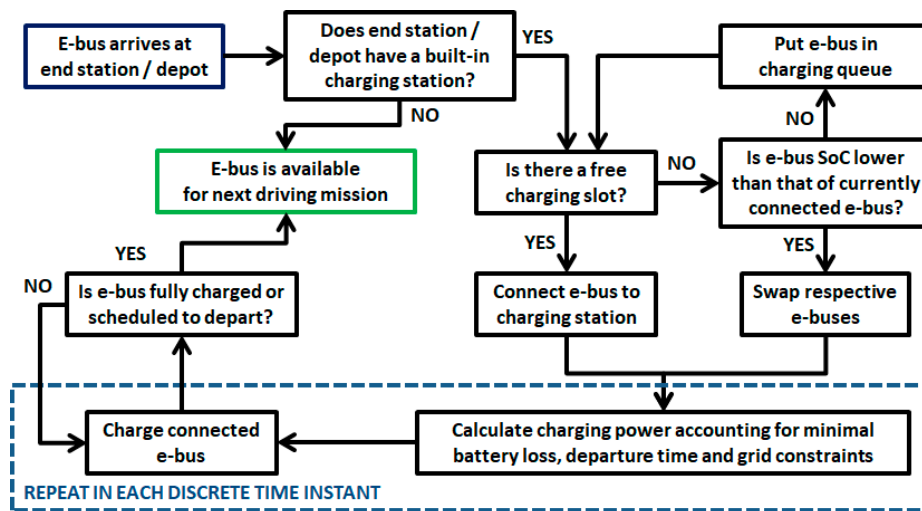 E-bus arrives at
end station / depot
Does end station /
depot have a built-in
charging station?
YES
NO
Put e-bus in
charging queue
NO
E-bus is available
for next driving mission
Is there a free
charging slot?
NO
Is e-bus SoC lower
than that of currently
connected e-bus?
YES
YES
YES
NO
Is e-bus fully charged or
scheduled to depart?
Connect e-bus to
charging station
Swap respective
e-buses
Charge connected
e-bus
Calculate charging power accounting for minimal
battery loss, departure time and grid constraints
REPEAT IN EACH DISCRETE TIME INSTANT